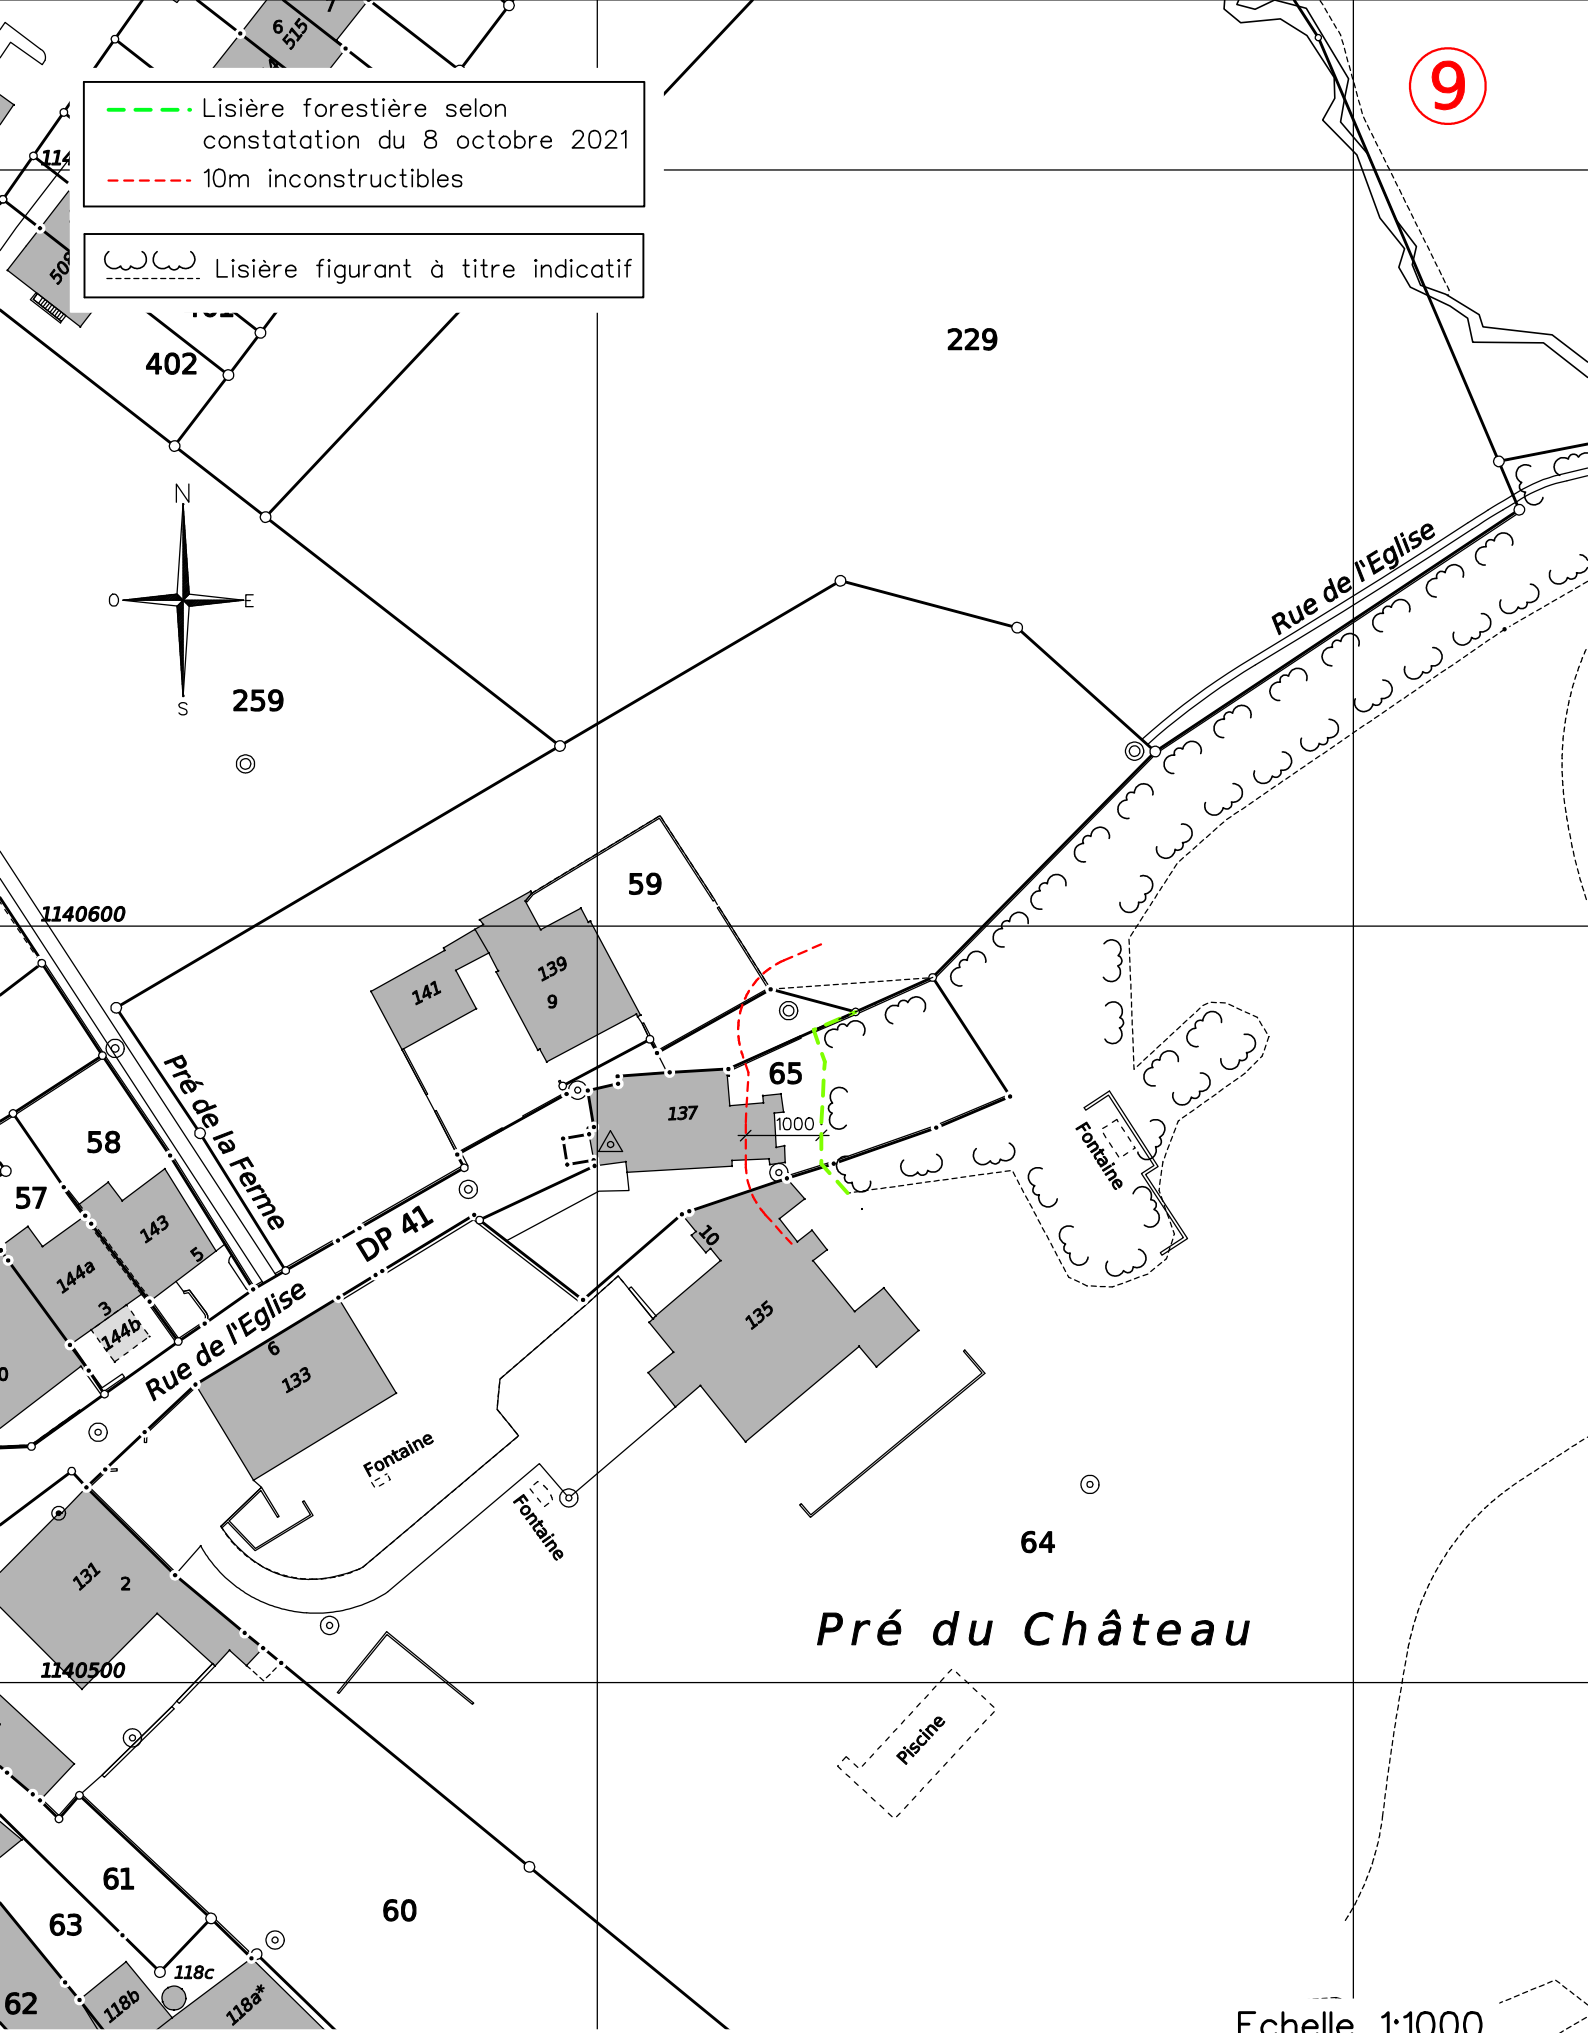 6
515
9
Lisière forestière selon
constatation du 8 octobre 2021
10m inconstructibles
Lisière figurant à titre indicatif
402
229
N
O
E
S
259
Rue de l'Eglise
59
1140600
139
9
141
65
137
1000
Pré de la Ferme
58
57
143
5
144a
3
144b
DP 41
10
135
Fontaine
Rue de l'Eglise
6
133
Fontaine
Fontaine
131
2
64
Pré du Château
1140500
Piscine
61
60
63
118c
62
118b
118a*
Echelle 1:1000